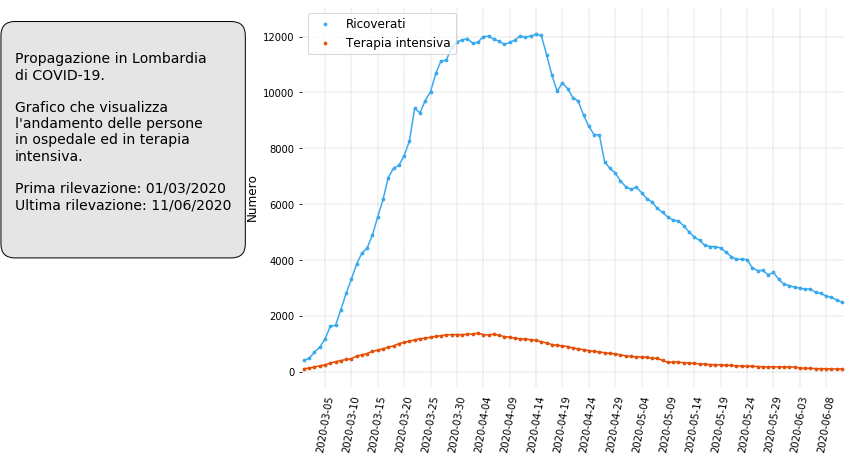 Propagazione in Lombardia
di COVID-19.
Grafico che visualizza
l'andamento delle persone
in ospedale ed in terapia
intensiva.
Prima rilevazione: 01/03/2020
Ultima rilevazione: 11/06/2020
Ricoverati
Terapia intensiva
Numero
12000
10000
8000
6000
4000
2000
0
2020-03-05
2020-03-10
2020-03-15
2020-03-20
2020-03-25
2020-03-30
2020-04-04
2020-04-09
2020-04-14
2020-04-19
2020-04-24
2020-04-29
2020-05-04
2020-05-09
2020-05-14
2020-05-19
2020-05-24
2020-05-29
2020-06-03
2020-06-08